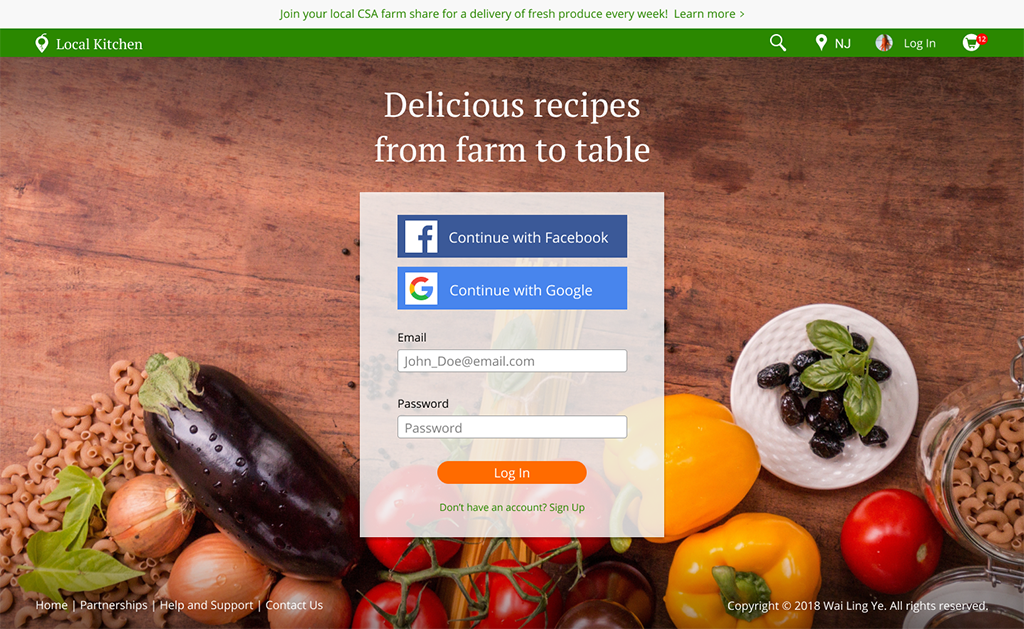 Join your local CSA farm share for a delivery of fresh produce every week!  Learn more >
Local Kitchen
NJ
Log In
12
Delicious recipes
from farm to table
Continue with Facebook
Continue with Google
Email
John_Doe@email.com
Password
Password
Log In
Don't have an account? Sign Up
Home | Partnerships | Help and Support | Contact Us
Copyright © 2018 Wai Ling Ye. All rights reserved.